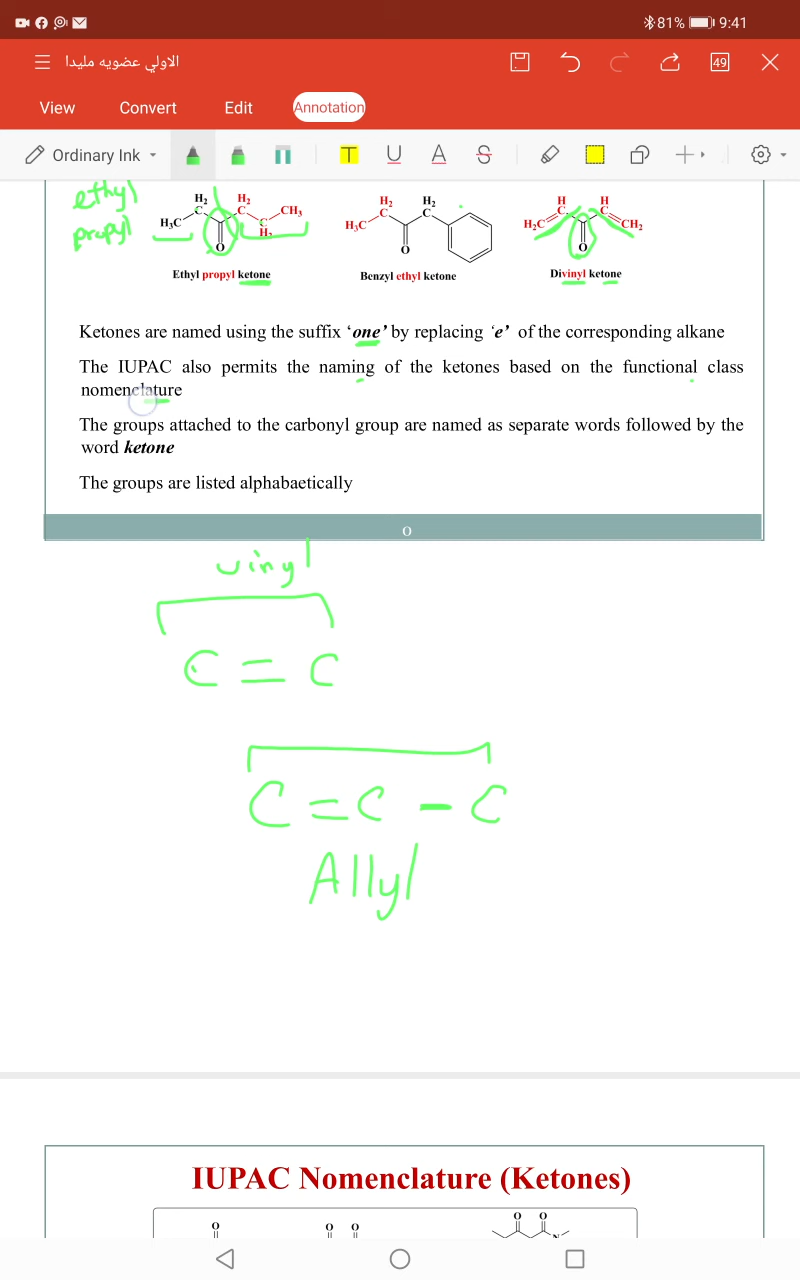 81% 9:41
الاولي عضويه مليدا
49
View Convert Edit Annotation
Ordinary Ink T U A S
ethyl
propyl
H₂ H₂ H₂ H₂ H H
C C CH₃ C C C C
H₃C C H₃C H₂C CH₂
H₂
O O O
Ethyl propyl ketone Benzyl ethyl ketone Divinyl ketone
Ketones are named using the suffix ‘one’ by replacing ‘e’ of the corresponding alkane
The IUPAC also permits the naming of the ketones based on the functional class
nomenclature
The groups attached to the carbonyl group are named as separate words followed by the
word ketone
The groups are listed alphabaetically
O
vinyl
C = C
C = C - C
Allyl
IUPAC Nomenclature (Ketones)
O O O O O